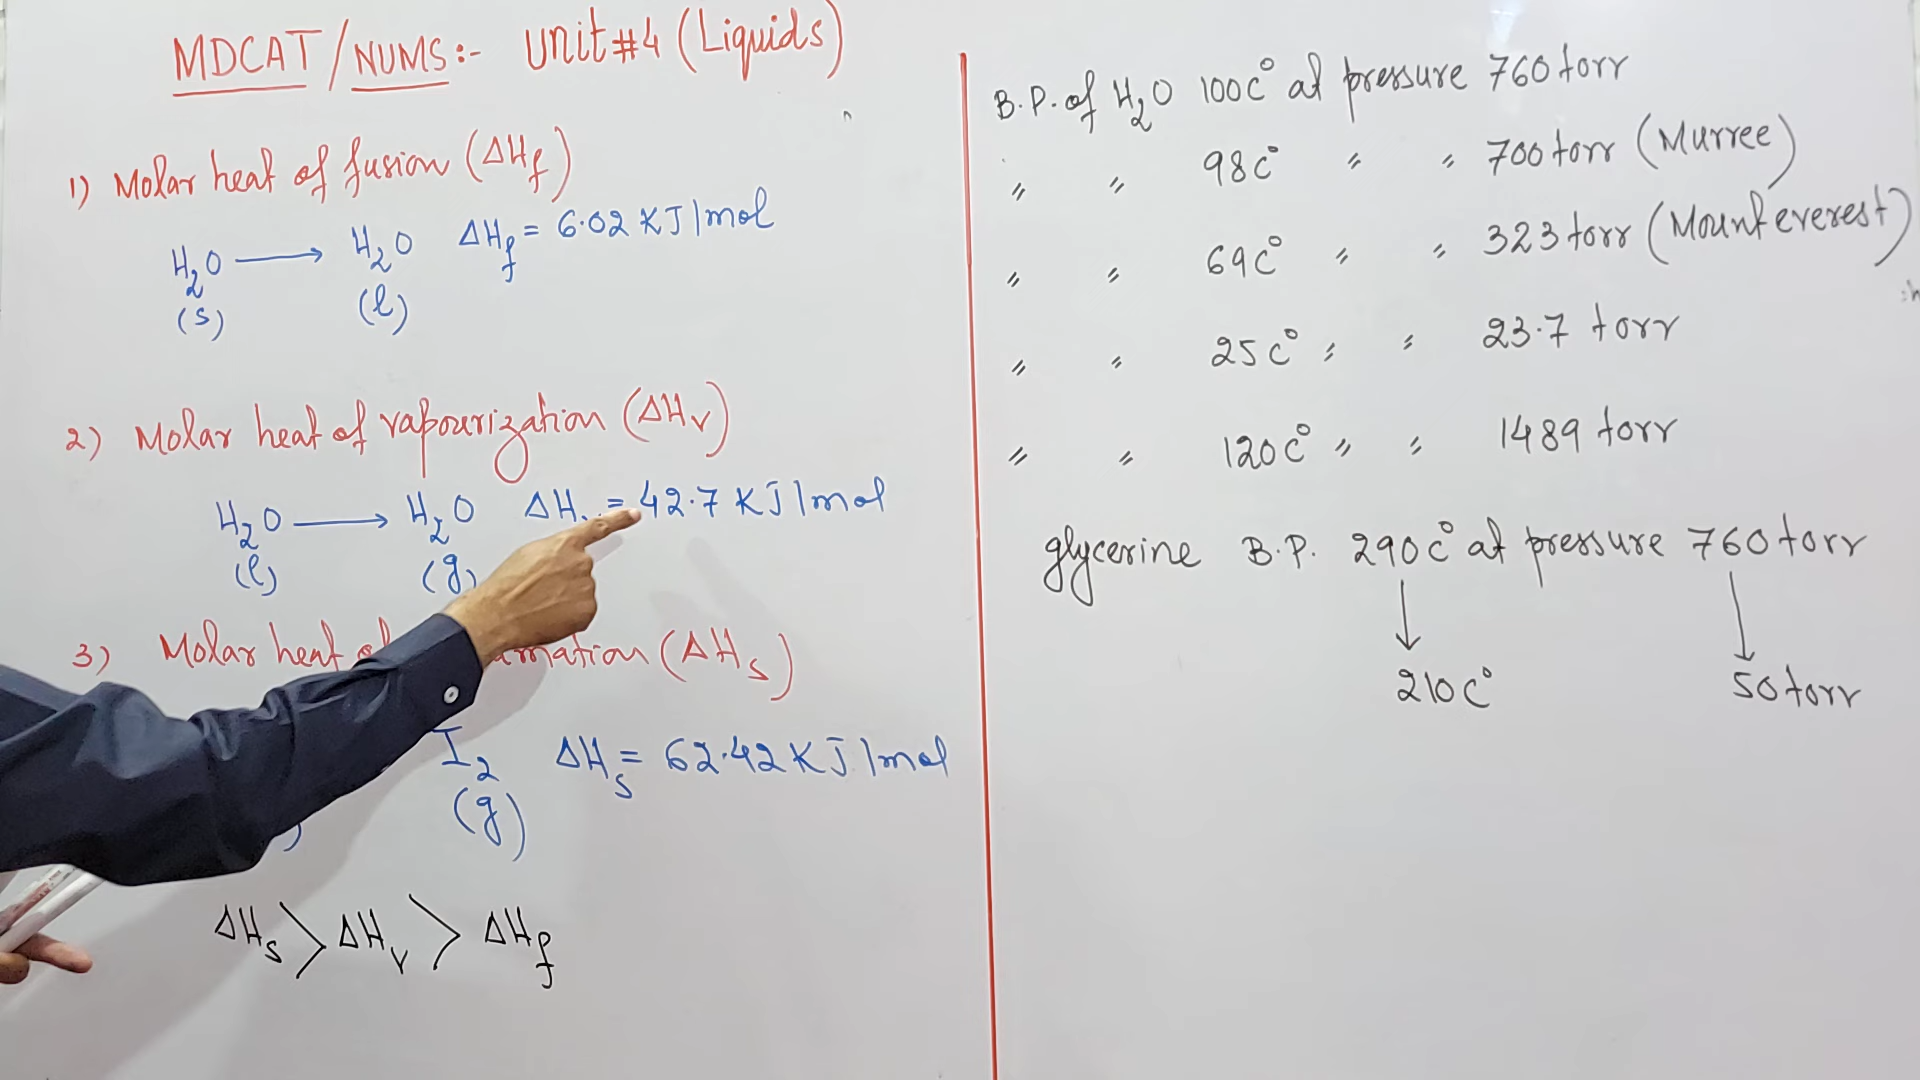 MDCAT/NUMS:- Unit#4 (Liquids)
1) Molar heat of fusion (ΔHf)
H2O ⟶ H2O ΔHf = 6.02 KJ/mol
(s) (l)
2) Molar heat of vapourization (ΔHv)
H2O ⟶ H2O ΔH = 42.7 KJ/mol
(l) (g)
3) Molar heat (ΔHs)
I2 ΔHs = 62.42 KJ/mol
(g)
ΔHs > ΔHv > ΔHf
B.P. of H2O 100C° at pressure 760 torr
" " 98C° " " 700 torr (Murree)
" " 69C° " " 323 torr (Mount everest)
" " 25C° " " 23.7 torr
" " 120C° " " 1489 torr
glycerine B.P. 290C° at pressure 760 torr
↓ ↓
210C° 50 torr